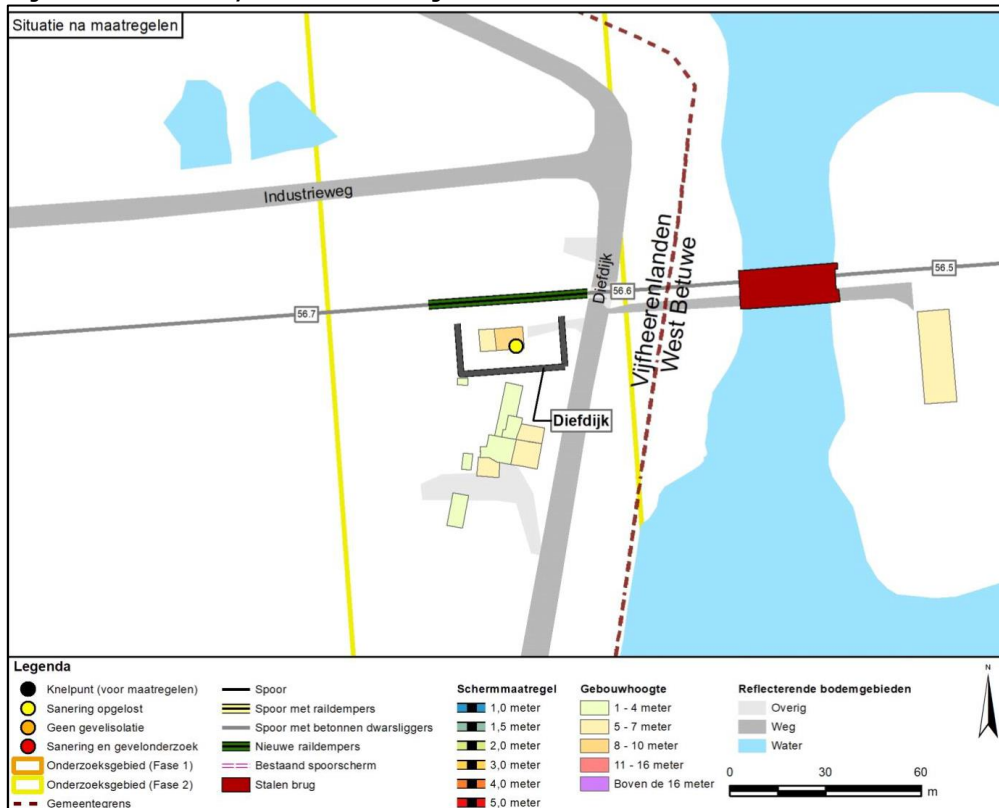 Situatie na maatregelen
Industrieweg
Diefdijk
Vijfheerenlanden
West Betuwe
56.5
56.6
56.7
Diefdijk
Legenda
Knelpunt (voor maatregelen)
Sanering opgelost
Geen gevelisolatie
Sanering en gevelonderzoek
Onderzoeksgebied (Fase 1)
Onderzoeksgebied (Fase 2)
Gemeentegrens
Spoor
Spoor met raildempers
Spoor met betonnen dwarsliggers
Nieuwe raildempers
Bestaand spoorscherm
Stalen brug
Schermmaatregel
1,0 meter
1,5 meter
2,0 meter
3,0 meter
4,0 meter
5,0 meter
Gebouwhoogte
1 - 4 meter
5 - 7 meter
8 - 10 meter
11 - 16 meter
Boven de 16 meter
Reflecterende bodemgebieden
Overig
Weg
Water
N
0 30 60
m